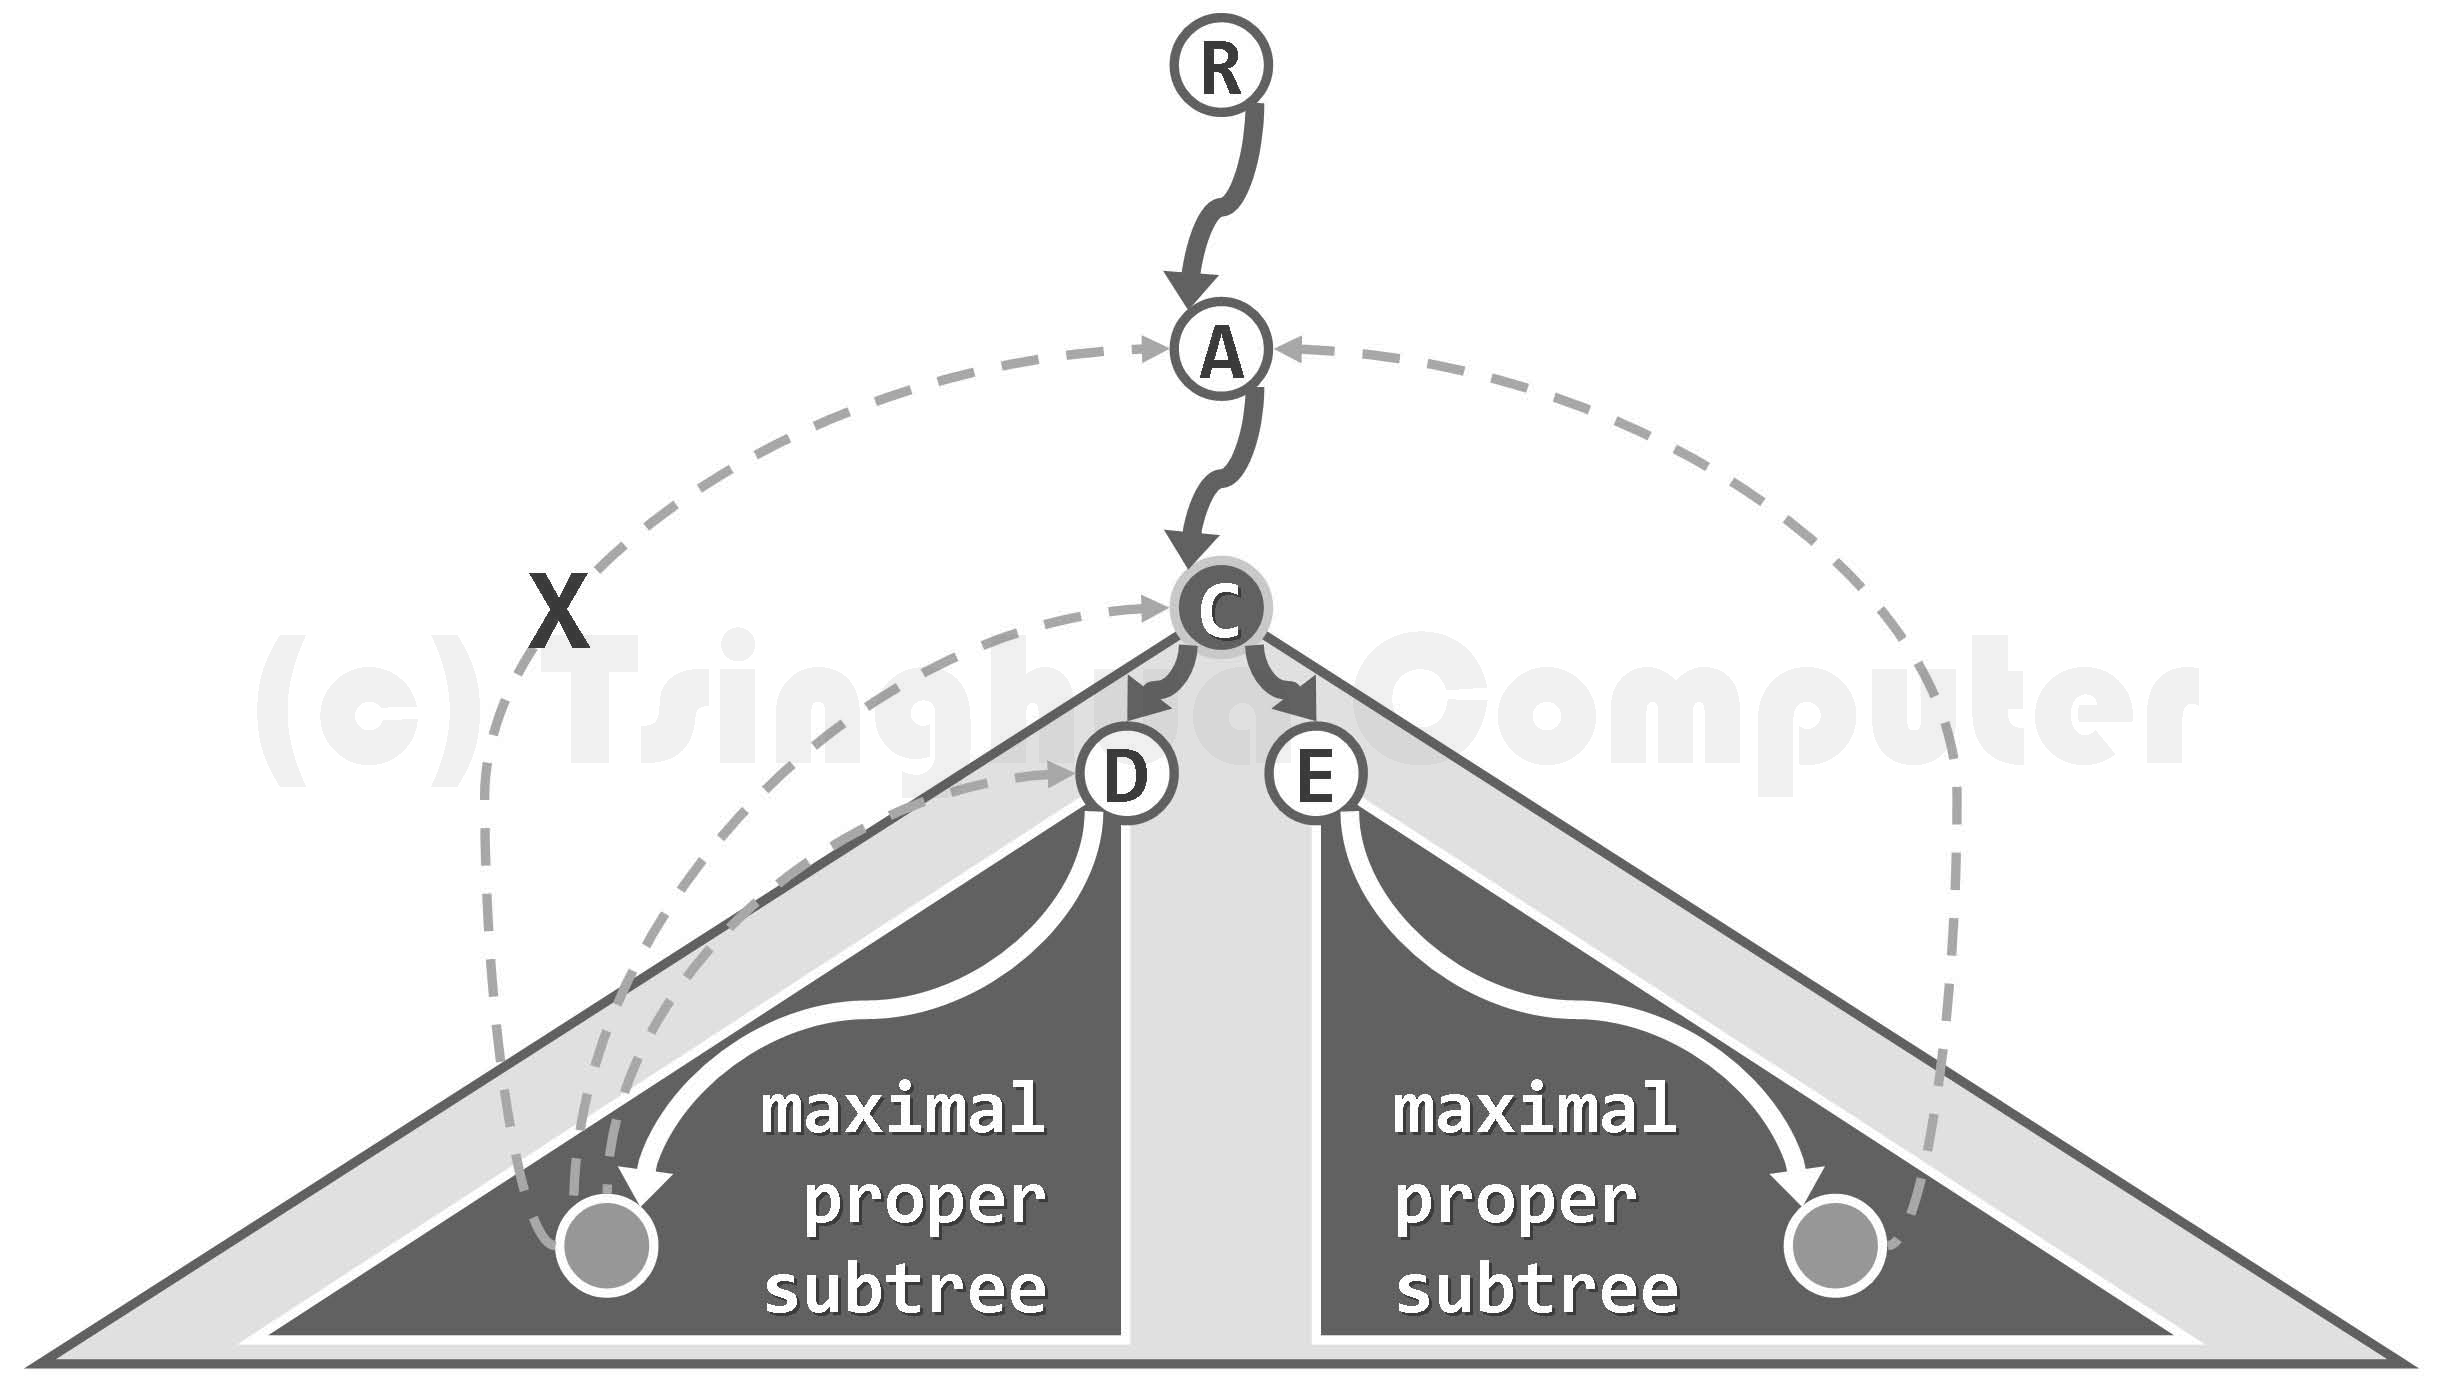 R
A
X
C
(c) Tsinghua Computer
D
E
maximal
proper
subtree
maximal
proper
subtree